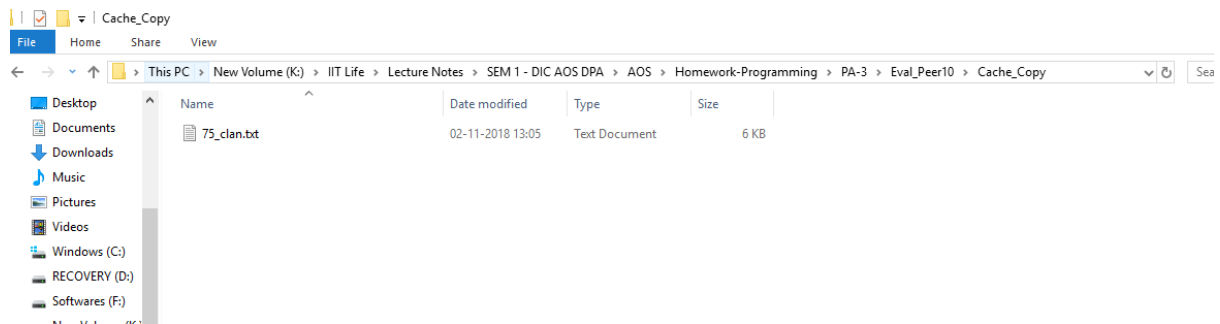 Cache_Copy
File Home Share View
This PC > New Volume (K:) > IIT Life > Lecture Notes > SEM 1 - DIC AOS DPA > AOS > Homework-Programming > PA-3 > Eval_Peer10 > Cache_Copy
Desktop
Name Date modified Type Size
Documents
75_clan.txt 02-11-2018 13:05 Text Document 6 KB
Downloads
Music
Pictures
Videos
Windows (C:)
RECOVERY (D:)
Softwares (F:)